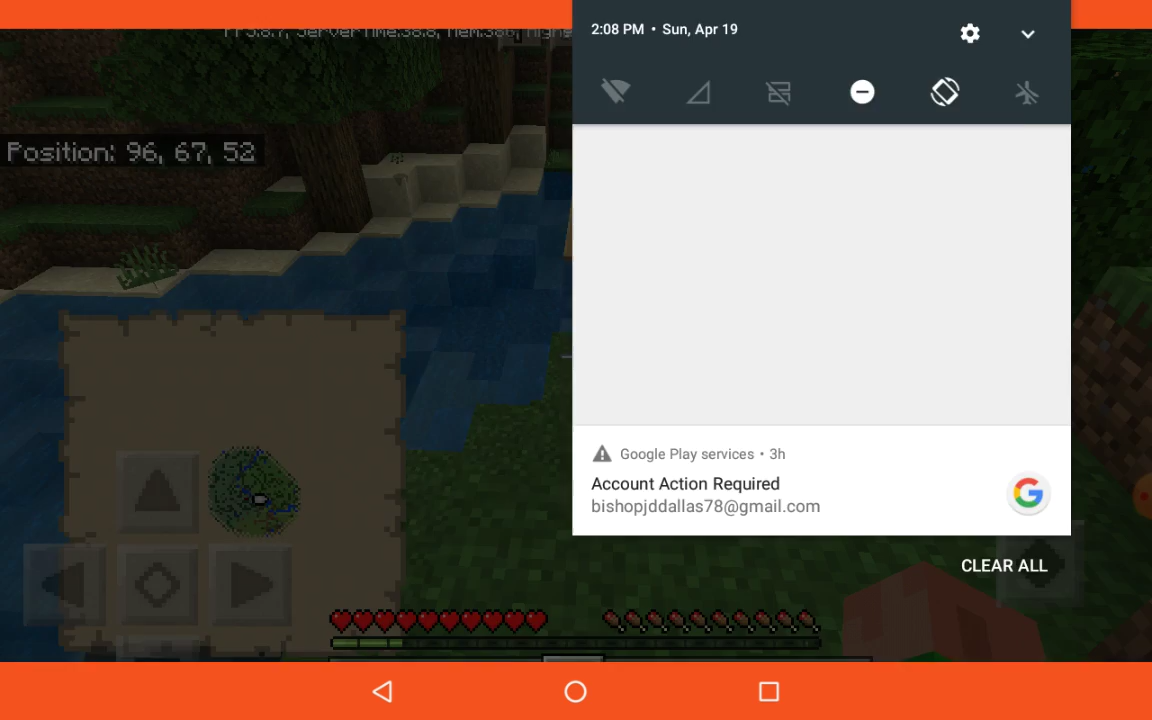 2:08 PM • Sun, Apr 19
Position: 96, 67, 52
Google Play services • 3h
Account Action Required
bishopjddallas78@gmail.com
CLEAR ALL